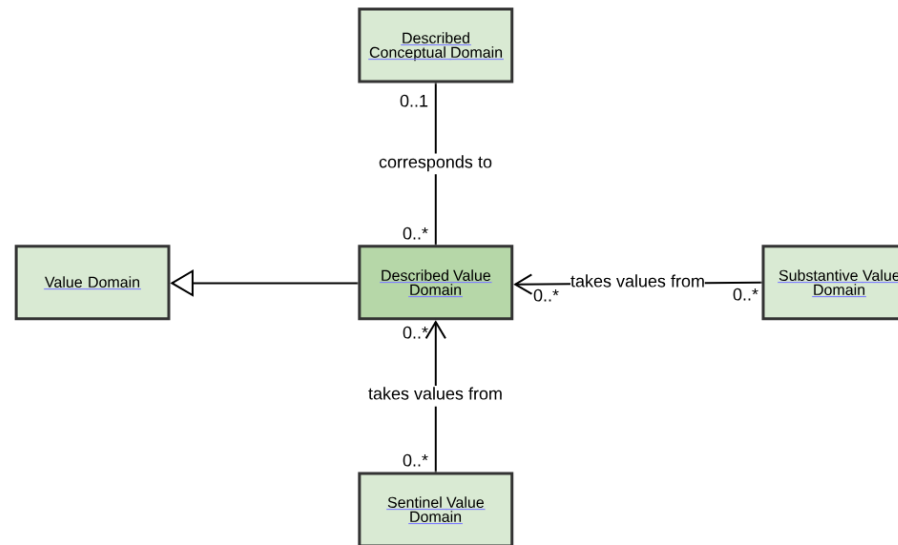 Described
Conceptual Domain
0..1
corresponds to
0..*
Value Domain
Described Value
Domain
takes values from
0..*
0..*
Substantive Value
Domain
0..*
takes values from
0..*
Sentinel Value
Domain